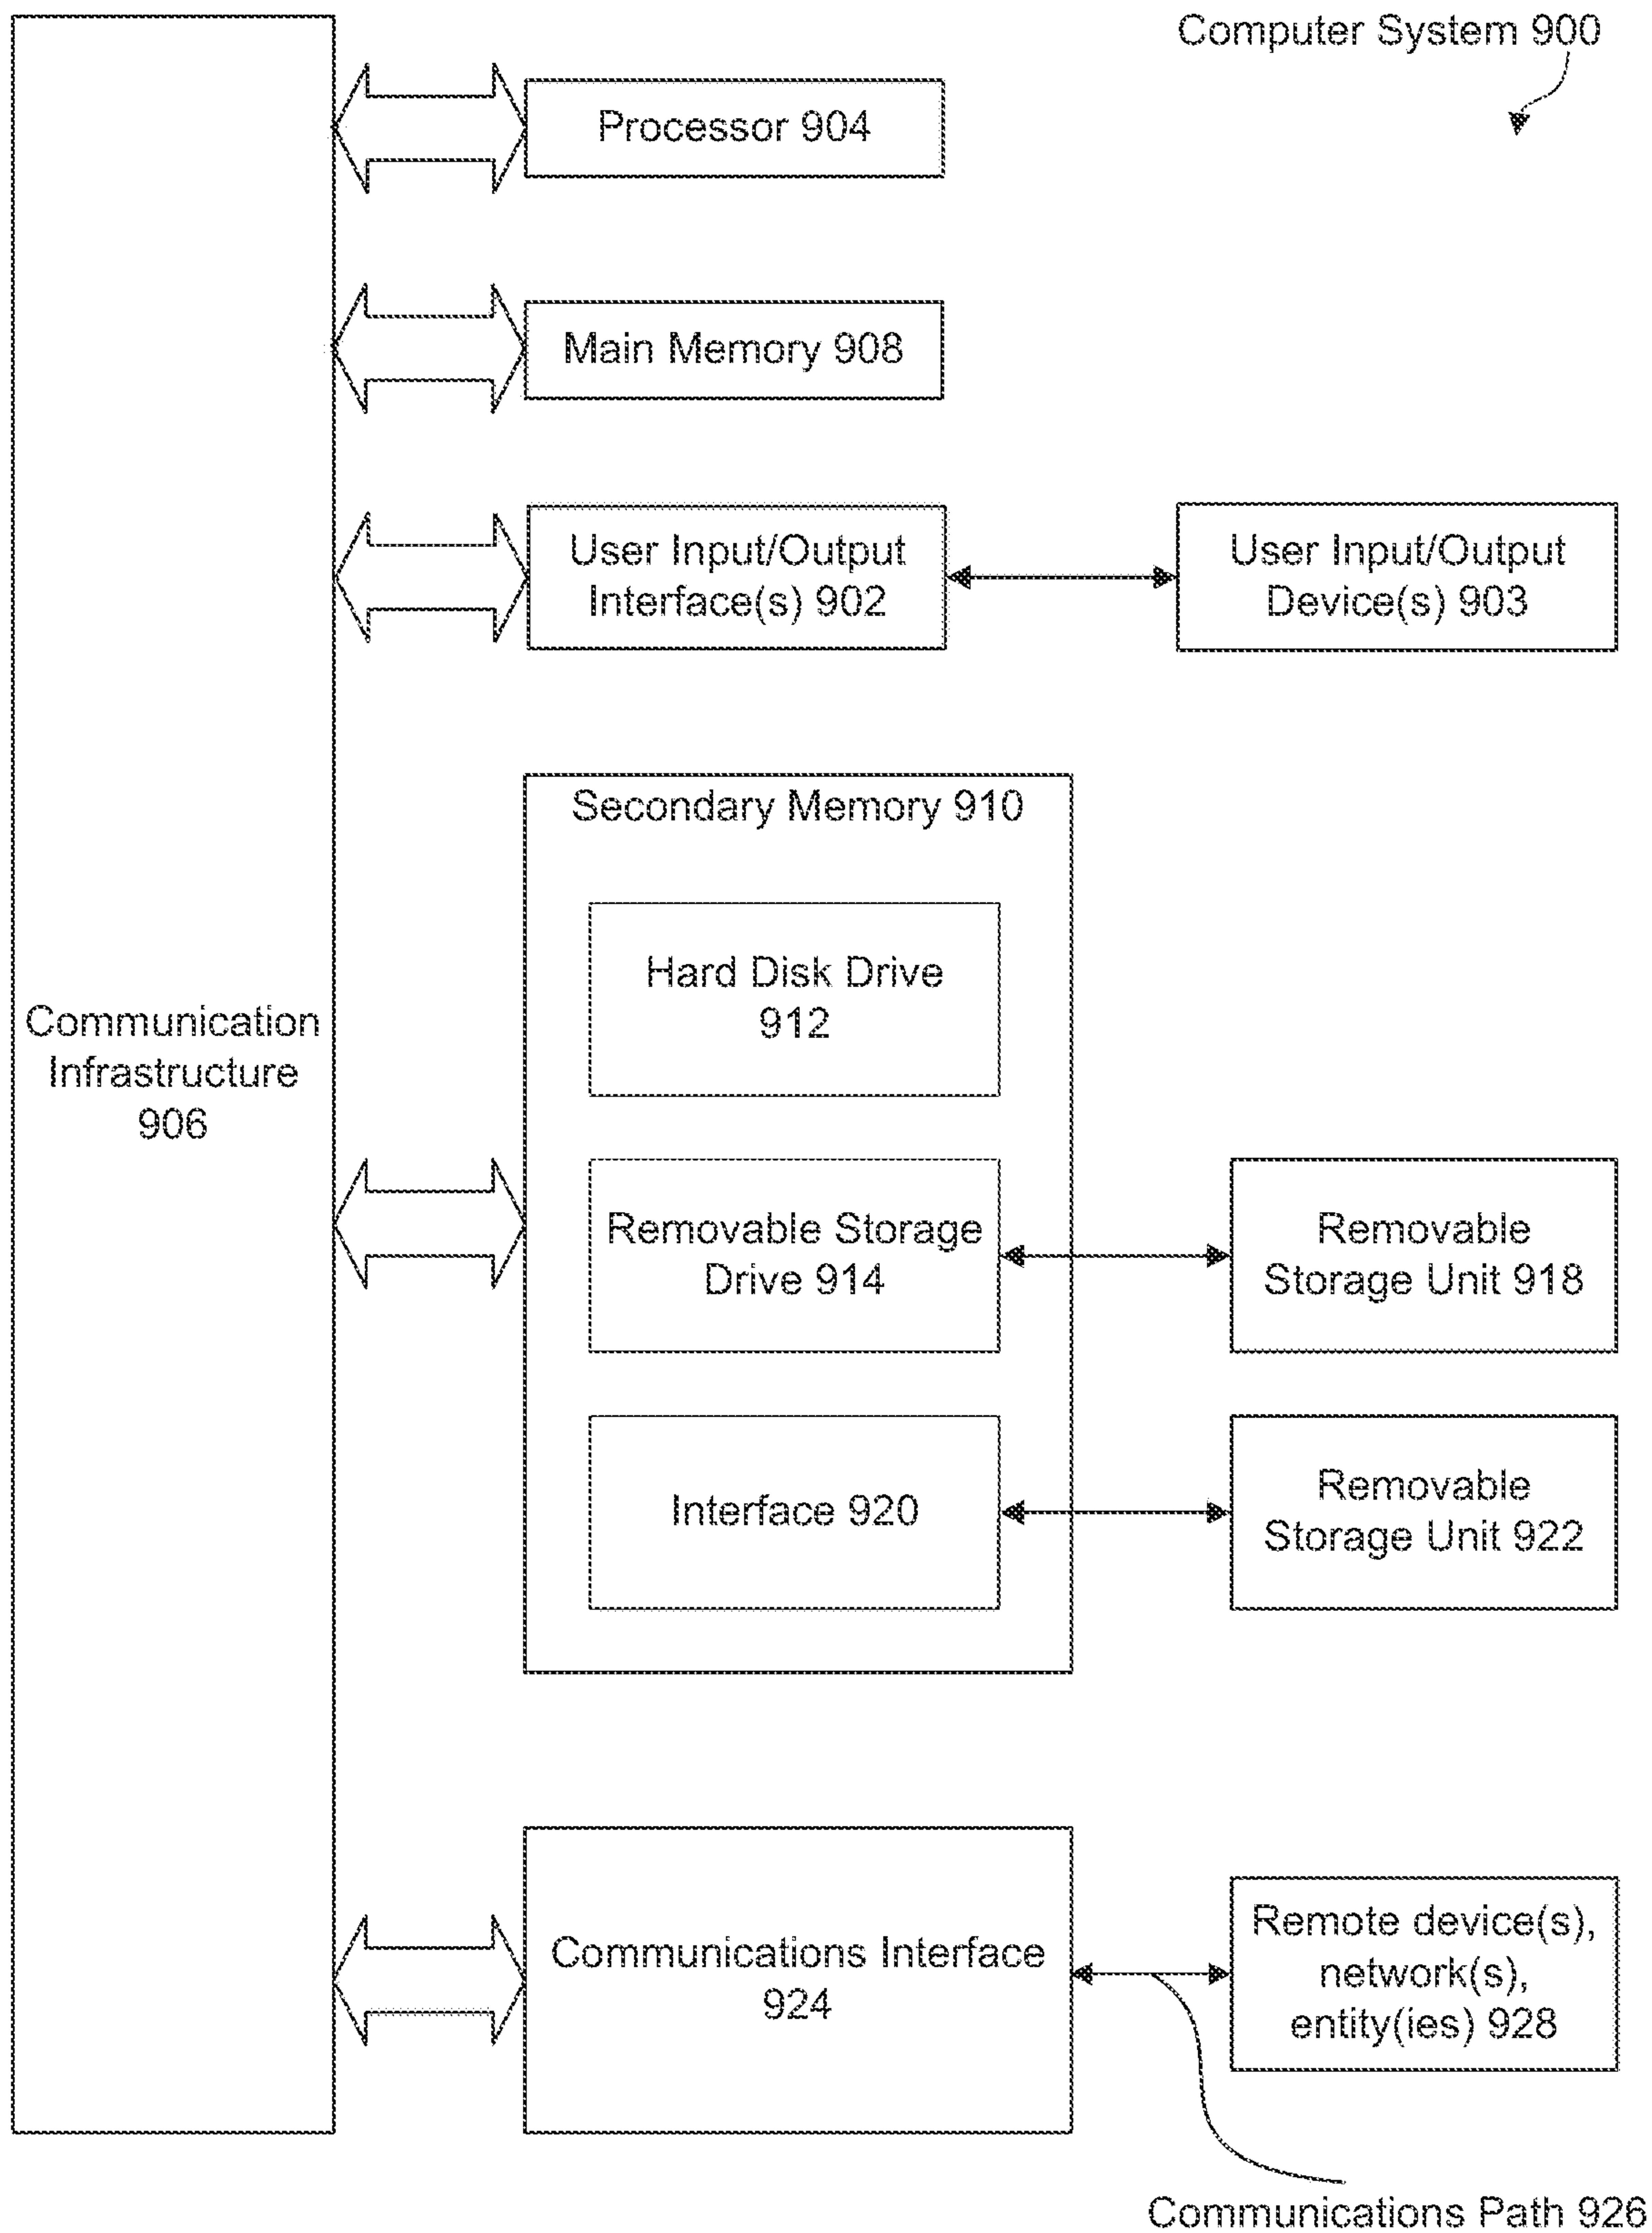 Computer System 900
Processor 904
Main Memory 908
User Input/Output
Interface(s) 902
User Input/Output
Device(s) 903
Secondary Memory 910
Hard Disk Drive
912
Communication
Infrastructure
906
Removable Storage
Drive 914
Removable
Storage Unit 918
Interface 920
Removable
Storage Unit 922
Communications Interface
924
Remote device(s),
network(s),
entity(ies) 928
Communications Path 926